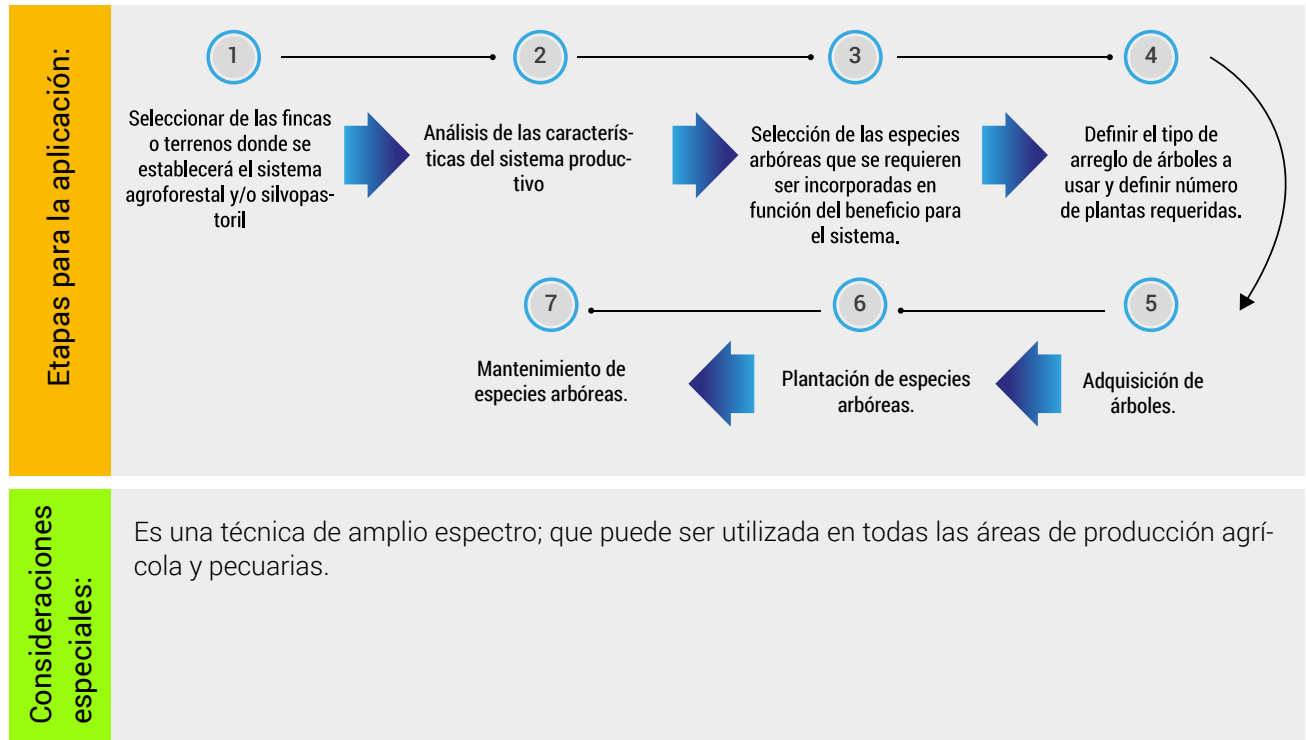 Etapas para la aplicación:
1
Seleccionar de las fincas
o terrenos donde se
establecerá el sistema
agroforestal y/o silvopas-
toril
2
Análisis de las caracterís-
ticas del sistema produc-
tivo
3
Selección de las especies
arbóreas que se requieren
ser incorporadas en
función del beneficio para
el sistema.
4
Definir el tipo de
arreglo de árboles a
usar y definir número
de plantas requeridas.
5
Adquisición de
árboles.
6
Plantación de especies
arbóreas.
7
Mantenimiento de
especies arbóreas.
Consideraciones
especiales:
Es una técnica de amplio espectro; que puede ser utilizada en todas las áreas de producción agrí-
cola y pecuarias.